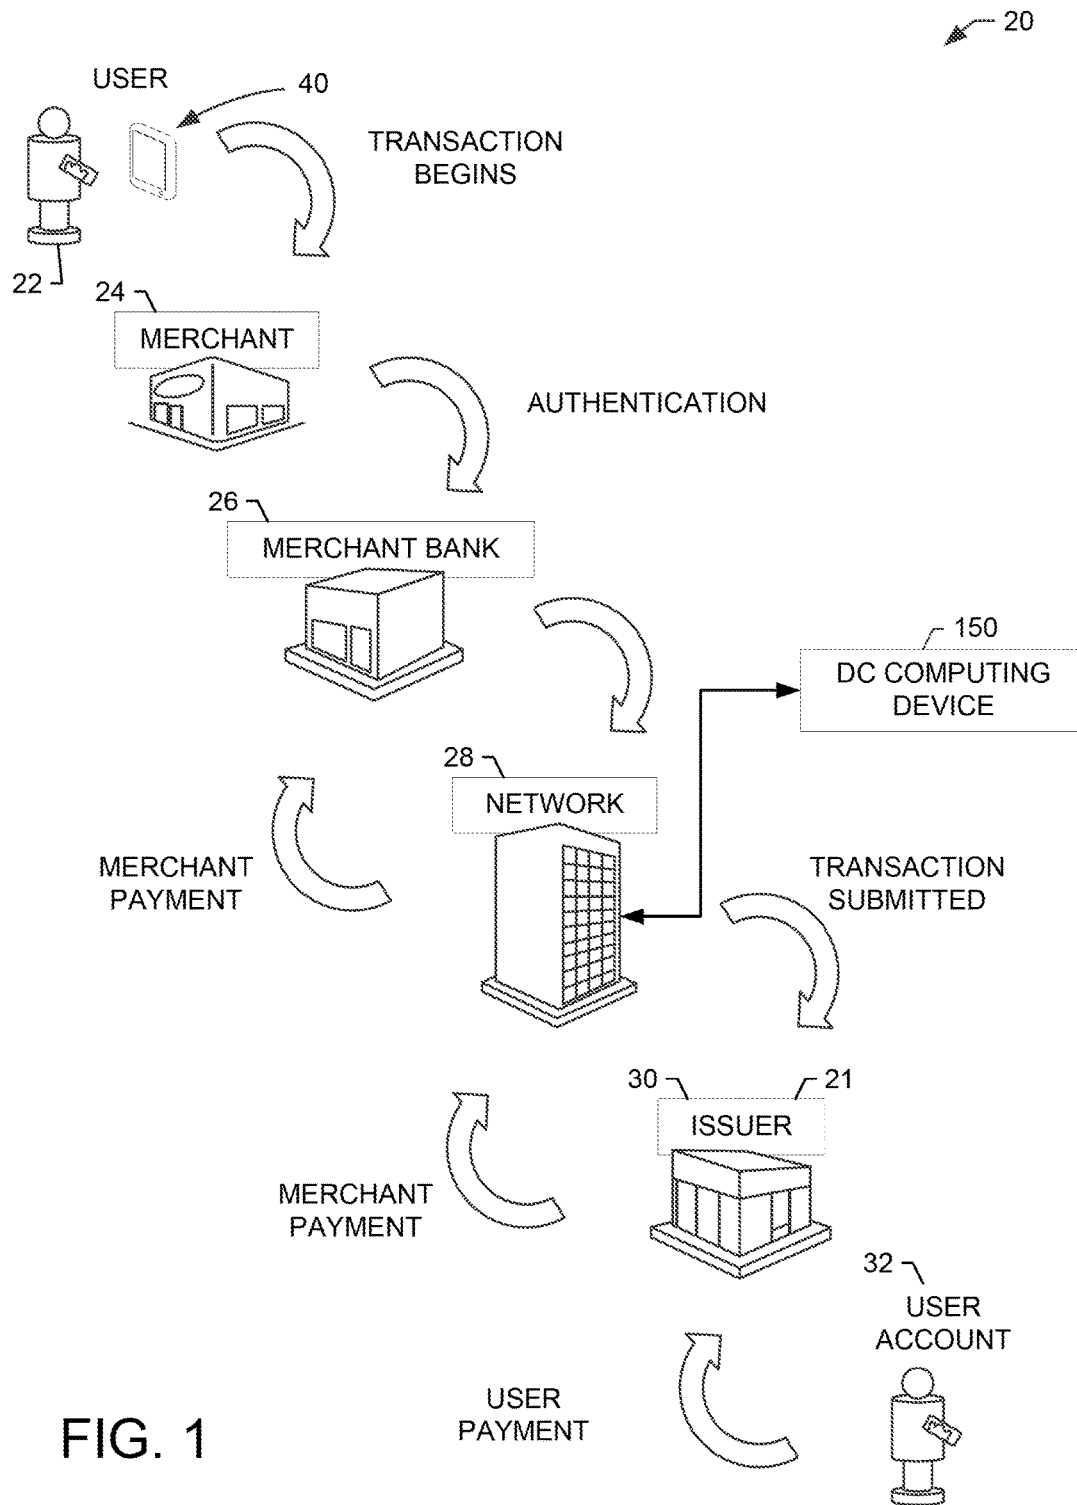 20
USER
40
TRANSACTION
BEGINS
22
24
MERCHANT
AUTHENTICATION
26
MERCHANT BANK
150
DC COMPUTING
DEVICE
28
NETWORK
MERCHANT
PAYMENT
TRANSACTION
SUBMITTED
30
21
ISSUER
MERCHANT
PAYMENT
32
USER
ACCOUNT
USER
PAYMENT
FIG. 1